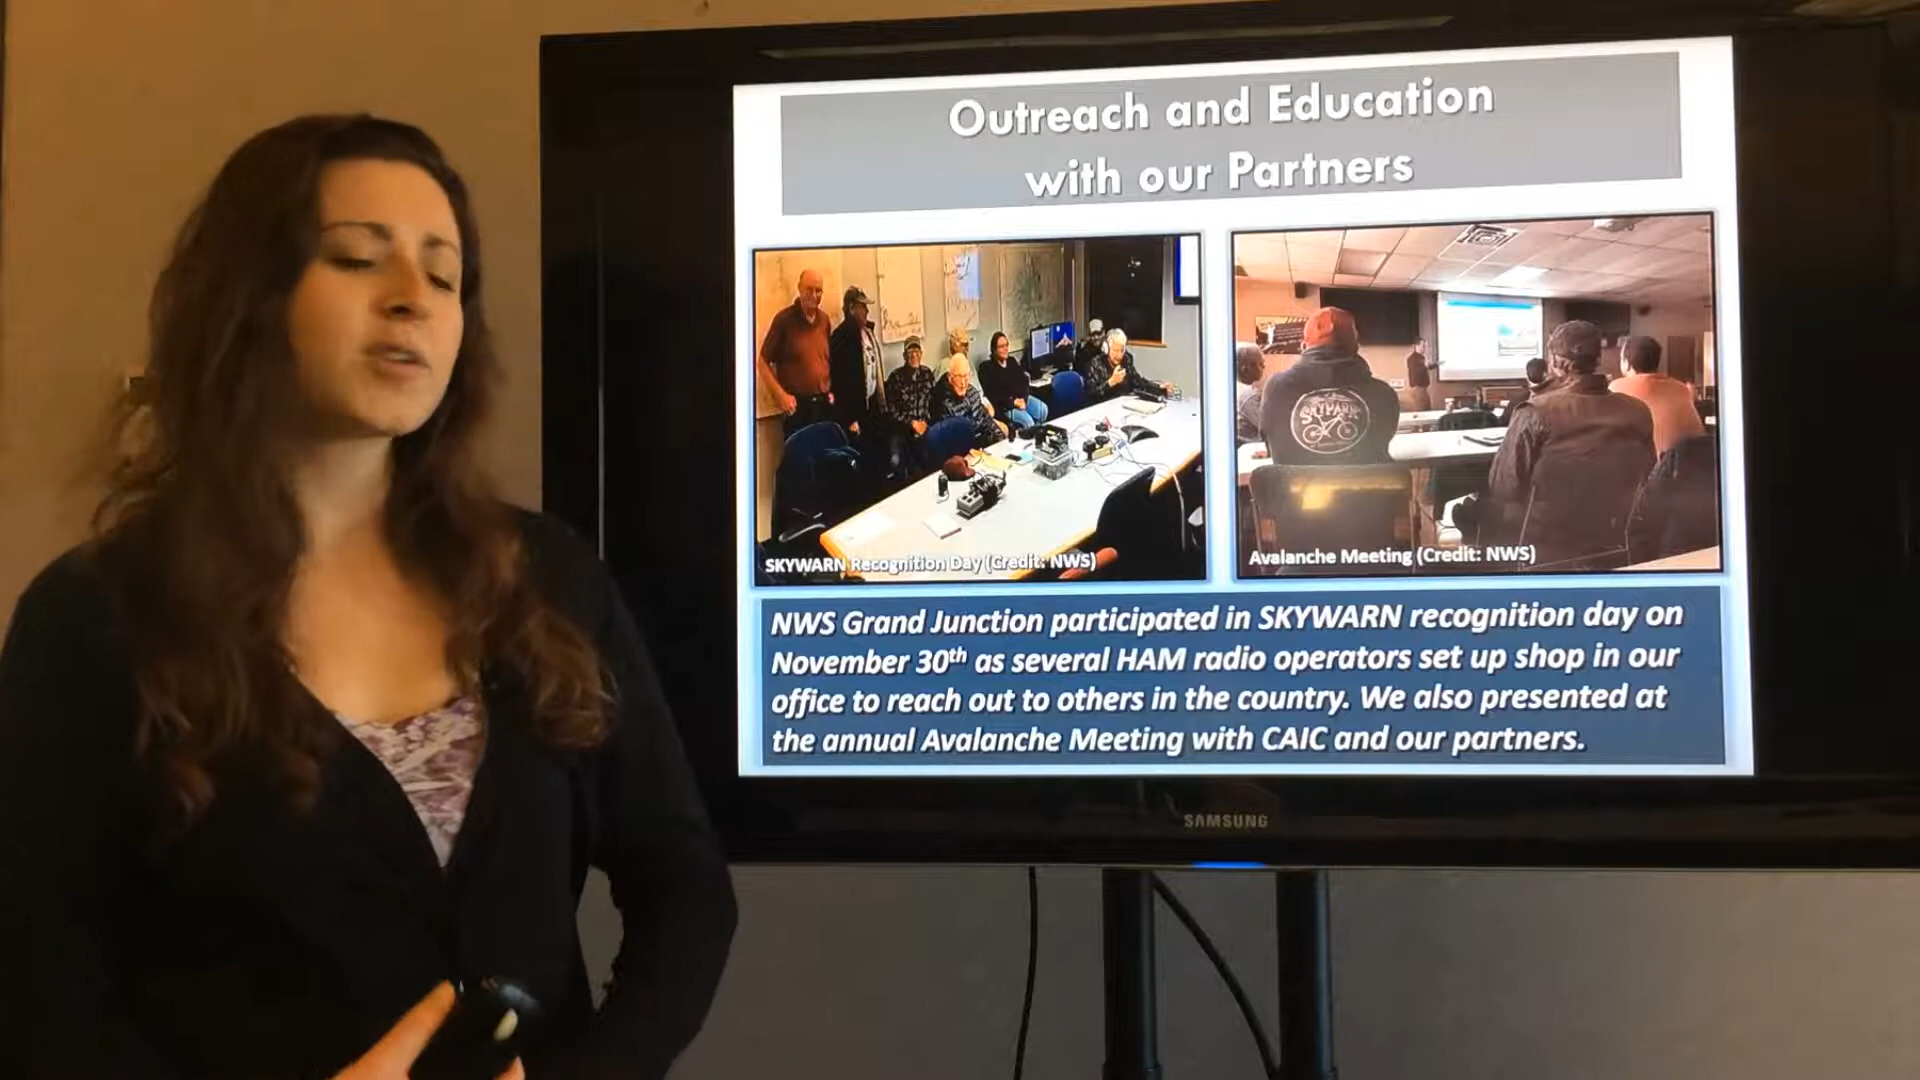 Outreach and Education
with our Partners
SKYWARN Recognition Day (Credit: NWS)
Avalanche Meeting (Credit: NWS)
NWS Grand Junction participated in SKYWARN recognition day on
November 30th as several HAM radio operators set up shop in our
office to reach out to others in the country. We also presented at
the annual Avalanche Meeting with CAIC and our partners.
SAMSUNG